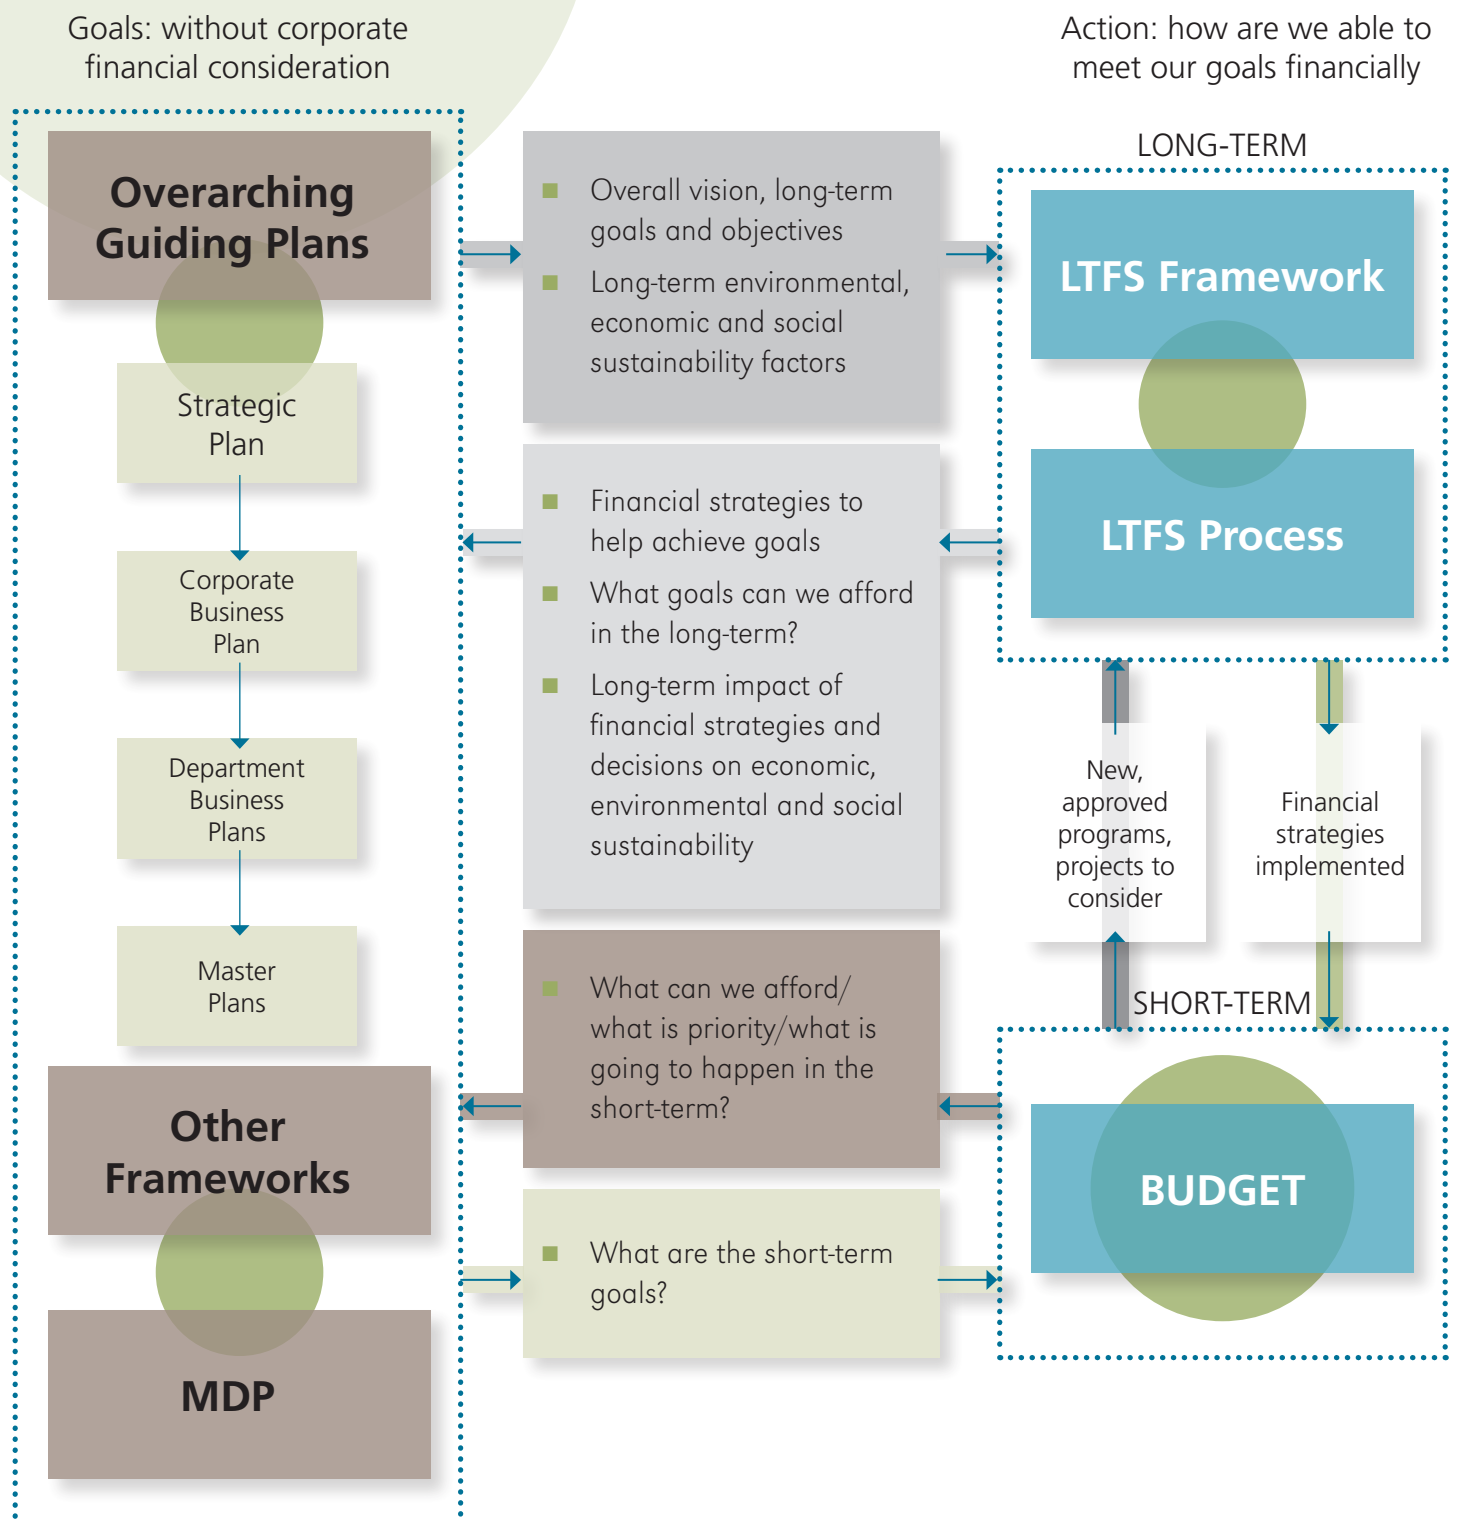 Goals: without corporate
financial consideration
Action: how are we able to
meet our goals financially
Overarching
Guiding Plans
Strategic
Plan
Corporate
Business
Plan
Department
Business
Plans
Master
Plans
Other
Frameworks
MDP
Overall vision, long-term
goals and objectives
Long-term environmental,
economic and social
sustainability factors
Financial strategies to
help achieve goals
What goals can we afford
in the long-term?
Long-term impact of
financial strategies and
decisions on economic,
environmental and social
sustainability
What can we afford/
what is priority/what is
going to happen in the
short-term?
What are the short-term
goals?
LONG-TERM
LTFS Framework
LTFS Process
New,
approved
programs,
projects to
consider
Financial
strategies
implemented
SHORT-TERM
BUDGET